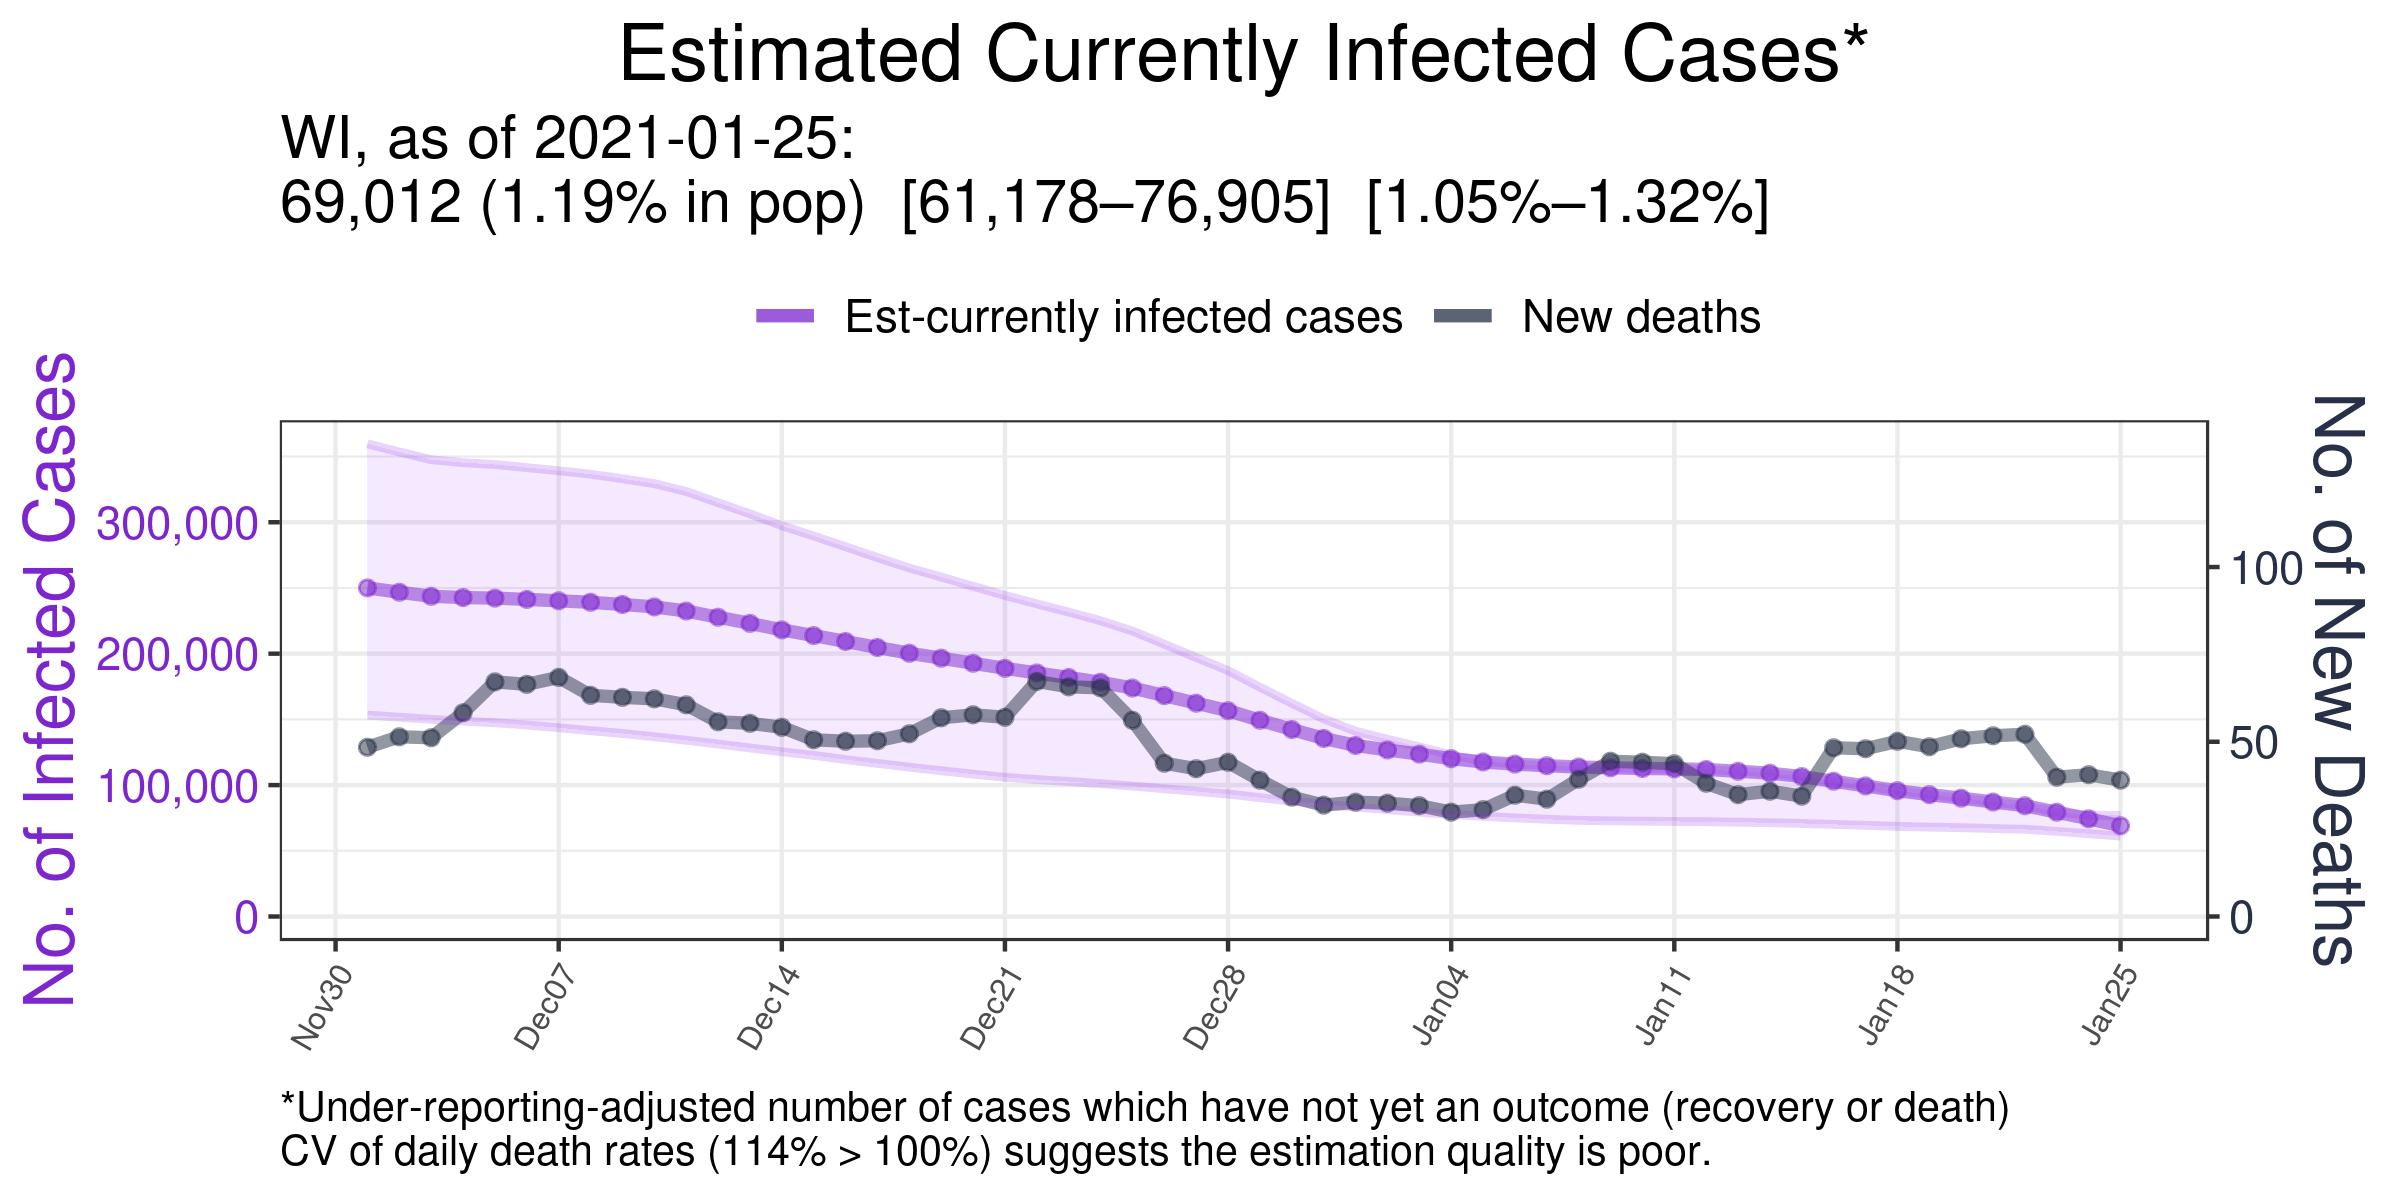 Estimated Currently Infected Cases*
WI, as of 2021-01-25:
69,012 (1.19% in pop)  [61,178–76,905]  [1.05%–1.32%]
Est-currently infected cases
New deaths
No. of Infected Cases
300,000
200,000
100,000
0
No. of New Deaths
100
50
0
Nov30
Dec07
Dec14
Dec21
Dec28
Jan04
Jan11
Jan18
Jan25
*Under-reporting-adjusted number of cases which have not yet an outcome (recovery or death)
CV of daily death rates (114% > 100%) suggests the estimation quality is poor.